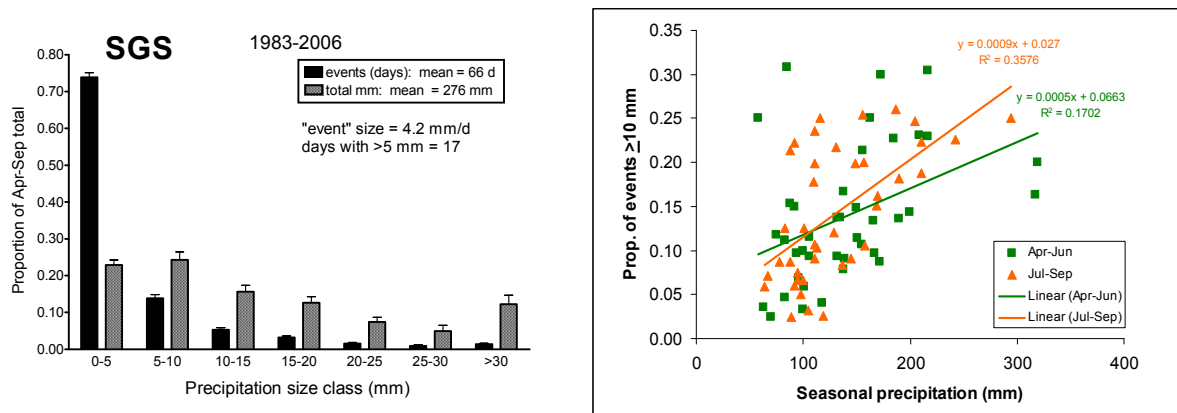 SGS
1983-2006
events (days): mean = 66 d
total mm: mean = 276 mm
"event" size = 4.2 mm/d
days with >5 mm = 17
Proportion of Apr-Sep total
0.80
0.70
0.60
0.50
0.40
0.30
0.20
0.10
0.00
0-5 5-10 10-15 15-20 20-25 25-30 >30
Precipitation size class (mm)
y = 0.0009x + 0.027
R² = 0.3576
y = 0.0005x + 0.0663
R² = 0.1702
Prop. of events ≥10 mm
0.35
0.30
0.25
0.20
0.15
0.10
0.05
0.00
Apr-Jun
Jul-Sep
Linear (Apr-Jun)
Linear (Jul-Sep)
0 100 200 300 400
Seasonal precipitation (mm)